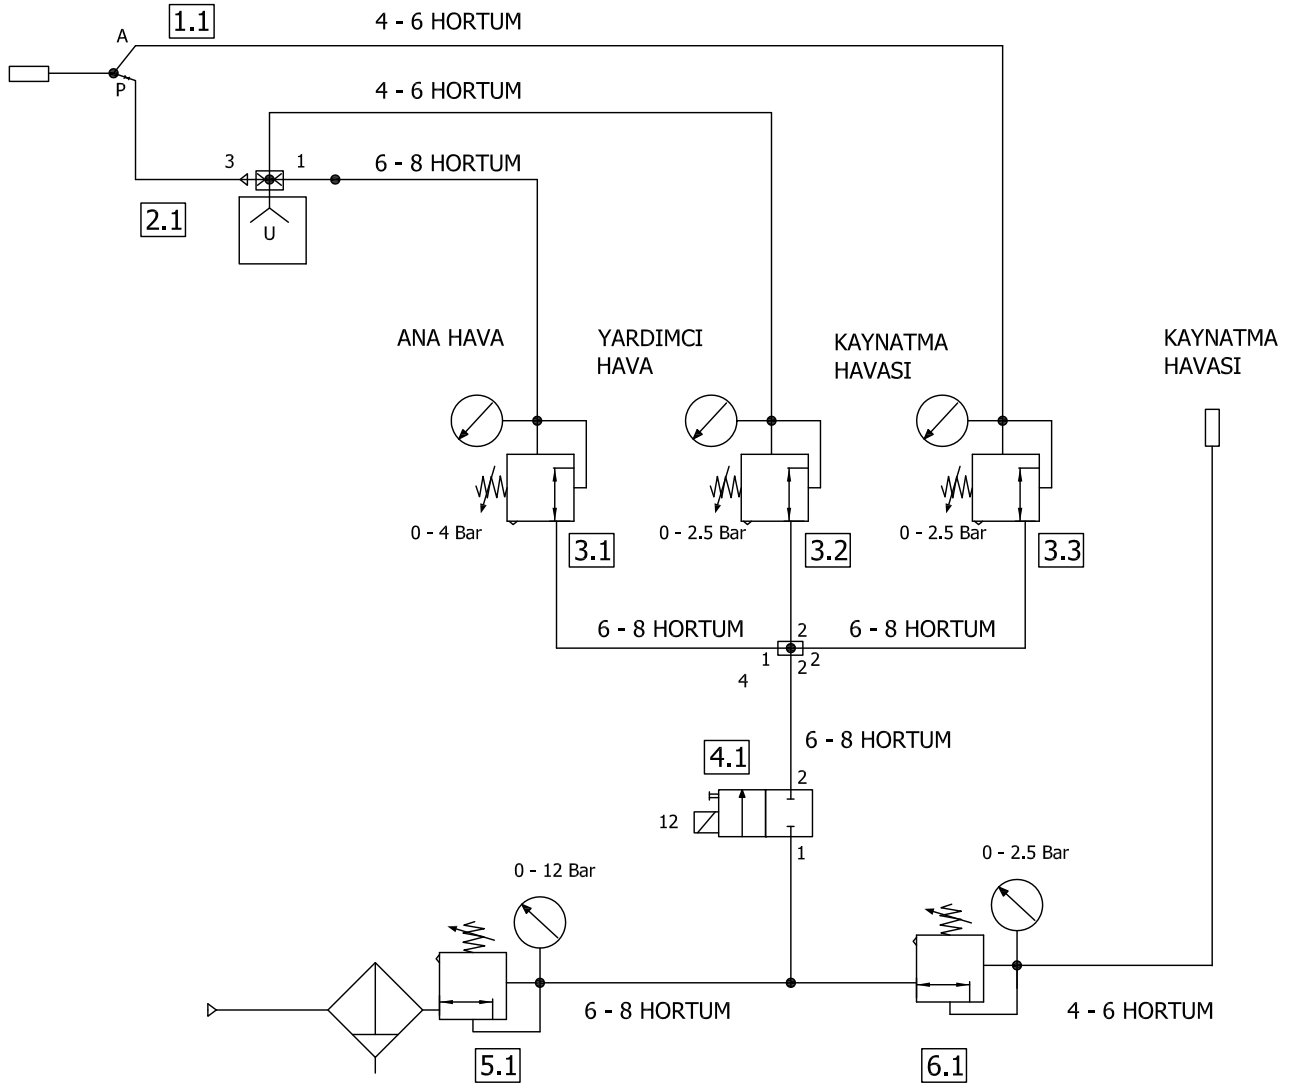 1.1
4 - 6 HORTUM
A
P
4 - 6 HORTUM
3
1
6 - 8 HORTUM
2.1
U
ANA HAVA
YARDIMCI
HAVA
KAYNATMA
HAVASI
KAYNATMA
HAVASI
0 - 4 Bar
3.1
0 - 2.5 Bar
3.2
0 - 2.5 Bar
3.3
6 - 8 HORTUM
2
6 - 8 HORTUM
1
2
2
4
6 - 8 HORTUM
4.1
2
12
1
0 - 12 Bar
0 - 2.5 Bar
6 - 8 HORTUM
4 - 6 HORTUM
5.1
6.1